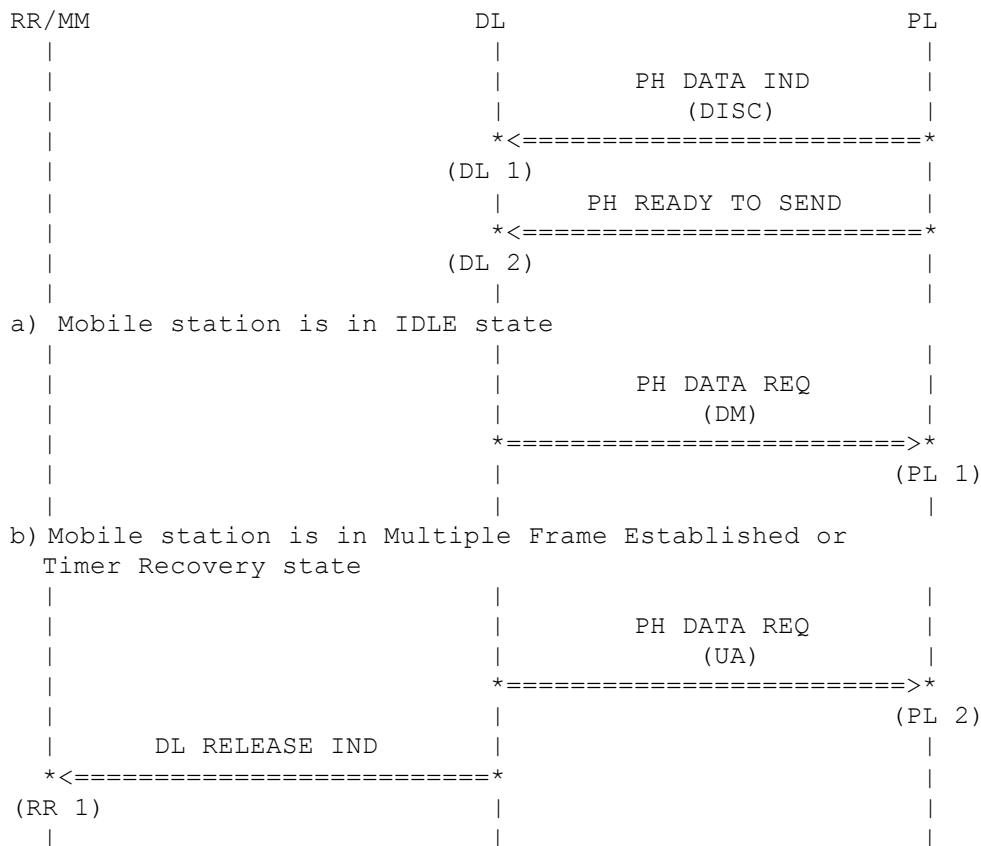 RR/MM DL PL
PH DATA IND
(DISC)
*<=========================*
(DL 1)
PH READY TO SEND
*<=========================*
(DL 2)
a) Mobile station is in IDLE state
PH DATA REQ
(DM)
*=========================>*
(PL 1)
b) Mobile station is in Multiple Frame Established or
Timer Recovery state
PH DATA REQ
(UA)
*=========================>*
(PL 2)
DL RELEASE IND
*<==========================*
(RR 1)